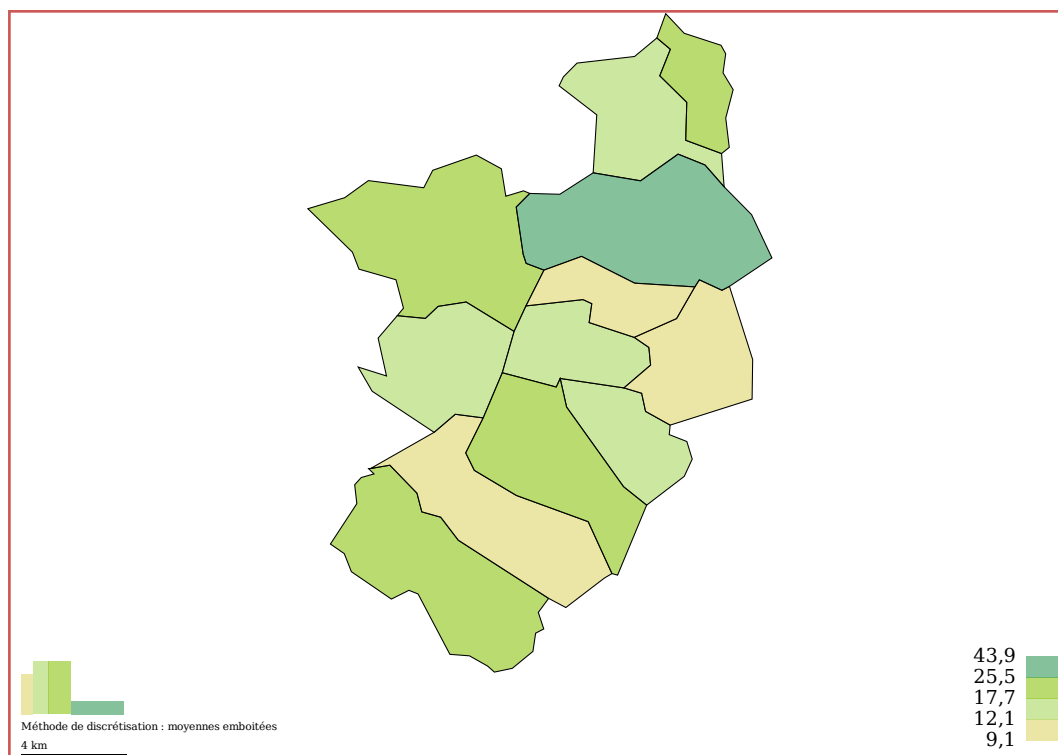 Méthode de discrétisation : moyennes emboitées
4 km
43,9
25,5
17,7
12,1
9,1